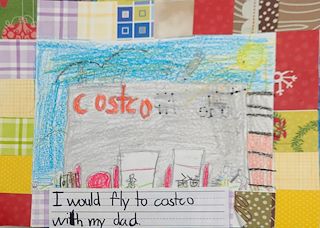 costco
I would fly to costco
with my dad.